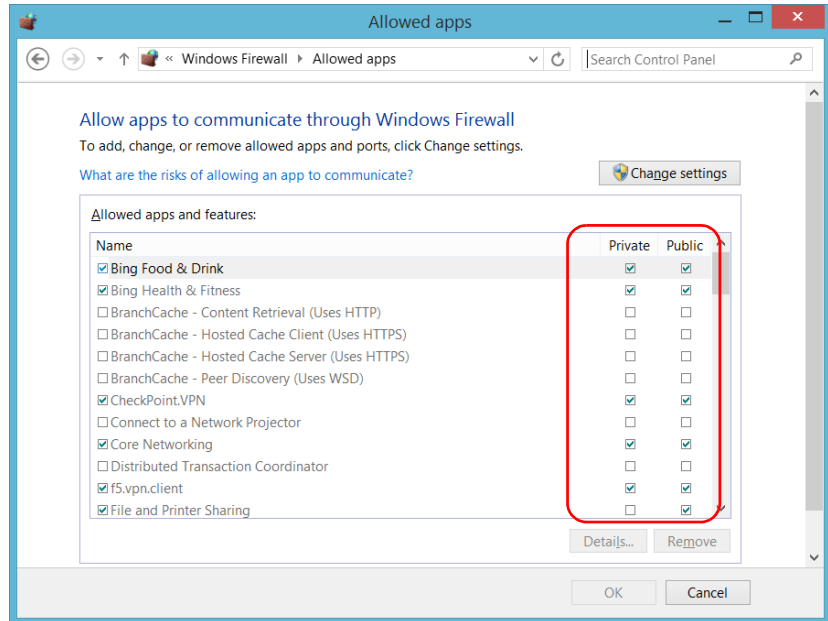 Allowed apps
« Windows Firewall Allowed apps
Search Control Panel
Allow apps to communicate through Windows Firewall
To add, change, or remove allowed apps and ports, click Change settings.
What are the risks of allowing an app to communicate?
Change settings
Allowed apps and features:
Name Private Public
Bing Food & Drink
Bing Health & Fitness
BranchCache - Content Retrieval (Uses HTTP)
BranchCache - Hosted Cache Client (Uses HTTPS)
BranchCache - Hosted Cache Server (Uses HTTPS)
BranchCache - Peer Discovery (Uses WSD)
CheckPoint.VPN
Connect to a Network Projector
Core Networking
Distributed Transaction Coordinator
f5.vpn.client
File and Printer Sharing
Details... Remove
OK Cancel